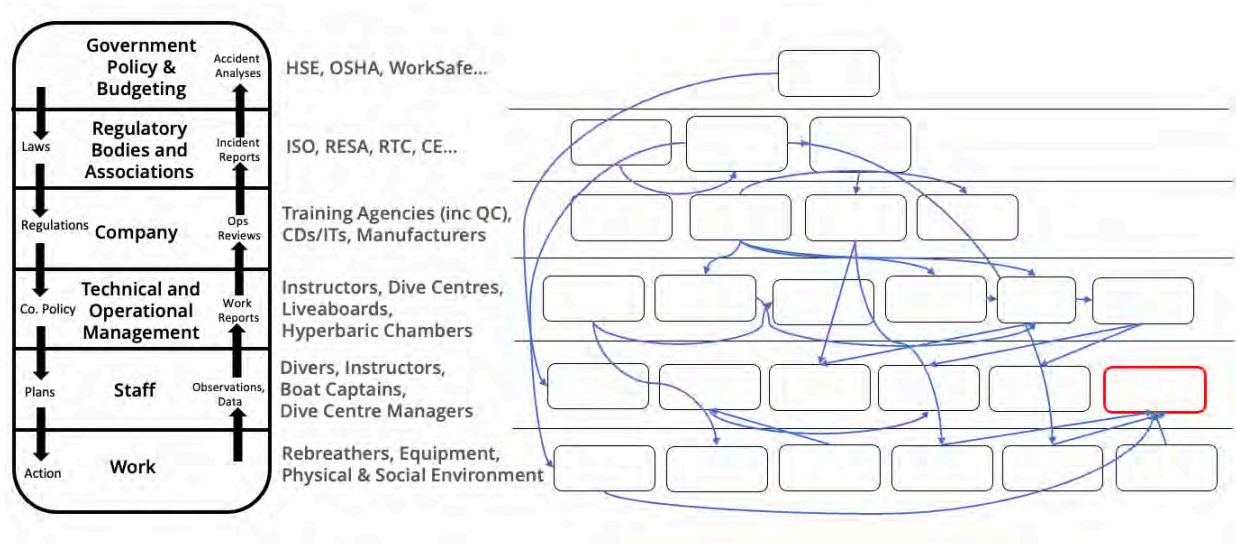 Government
Policy &
Budgeting
Accident
Analyses
HSE, OSHA, WorkSafe...
Laws
Regulatory
Bodies and
Associations
Incident
Reports
ISO, RESA, RTC, CE...
Regulations
Company
Ops
Reviews
Training Agencies (inc QC),
CDs/ITs, Manufacturers
Co. Policy
Technical and
Operational
Management
Work
Reports
Instructors, Dive Centres,
Liveaboards,
Hyperbaric Chambers
Plans
Staff
Observations,
Data
Divers, Instructors,
Boat Captains,
Dive Centre Managers
Action
Work
Rebreathers, Equipment,
Physical & Social Environment